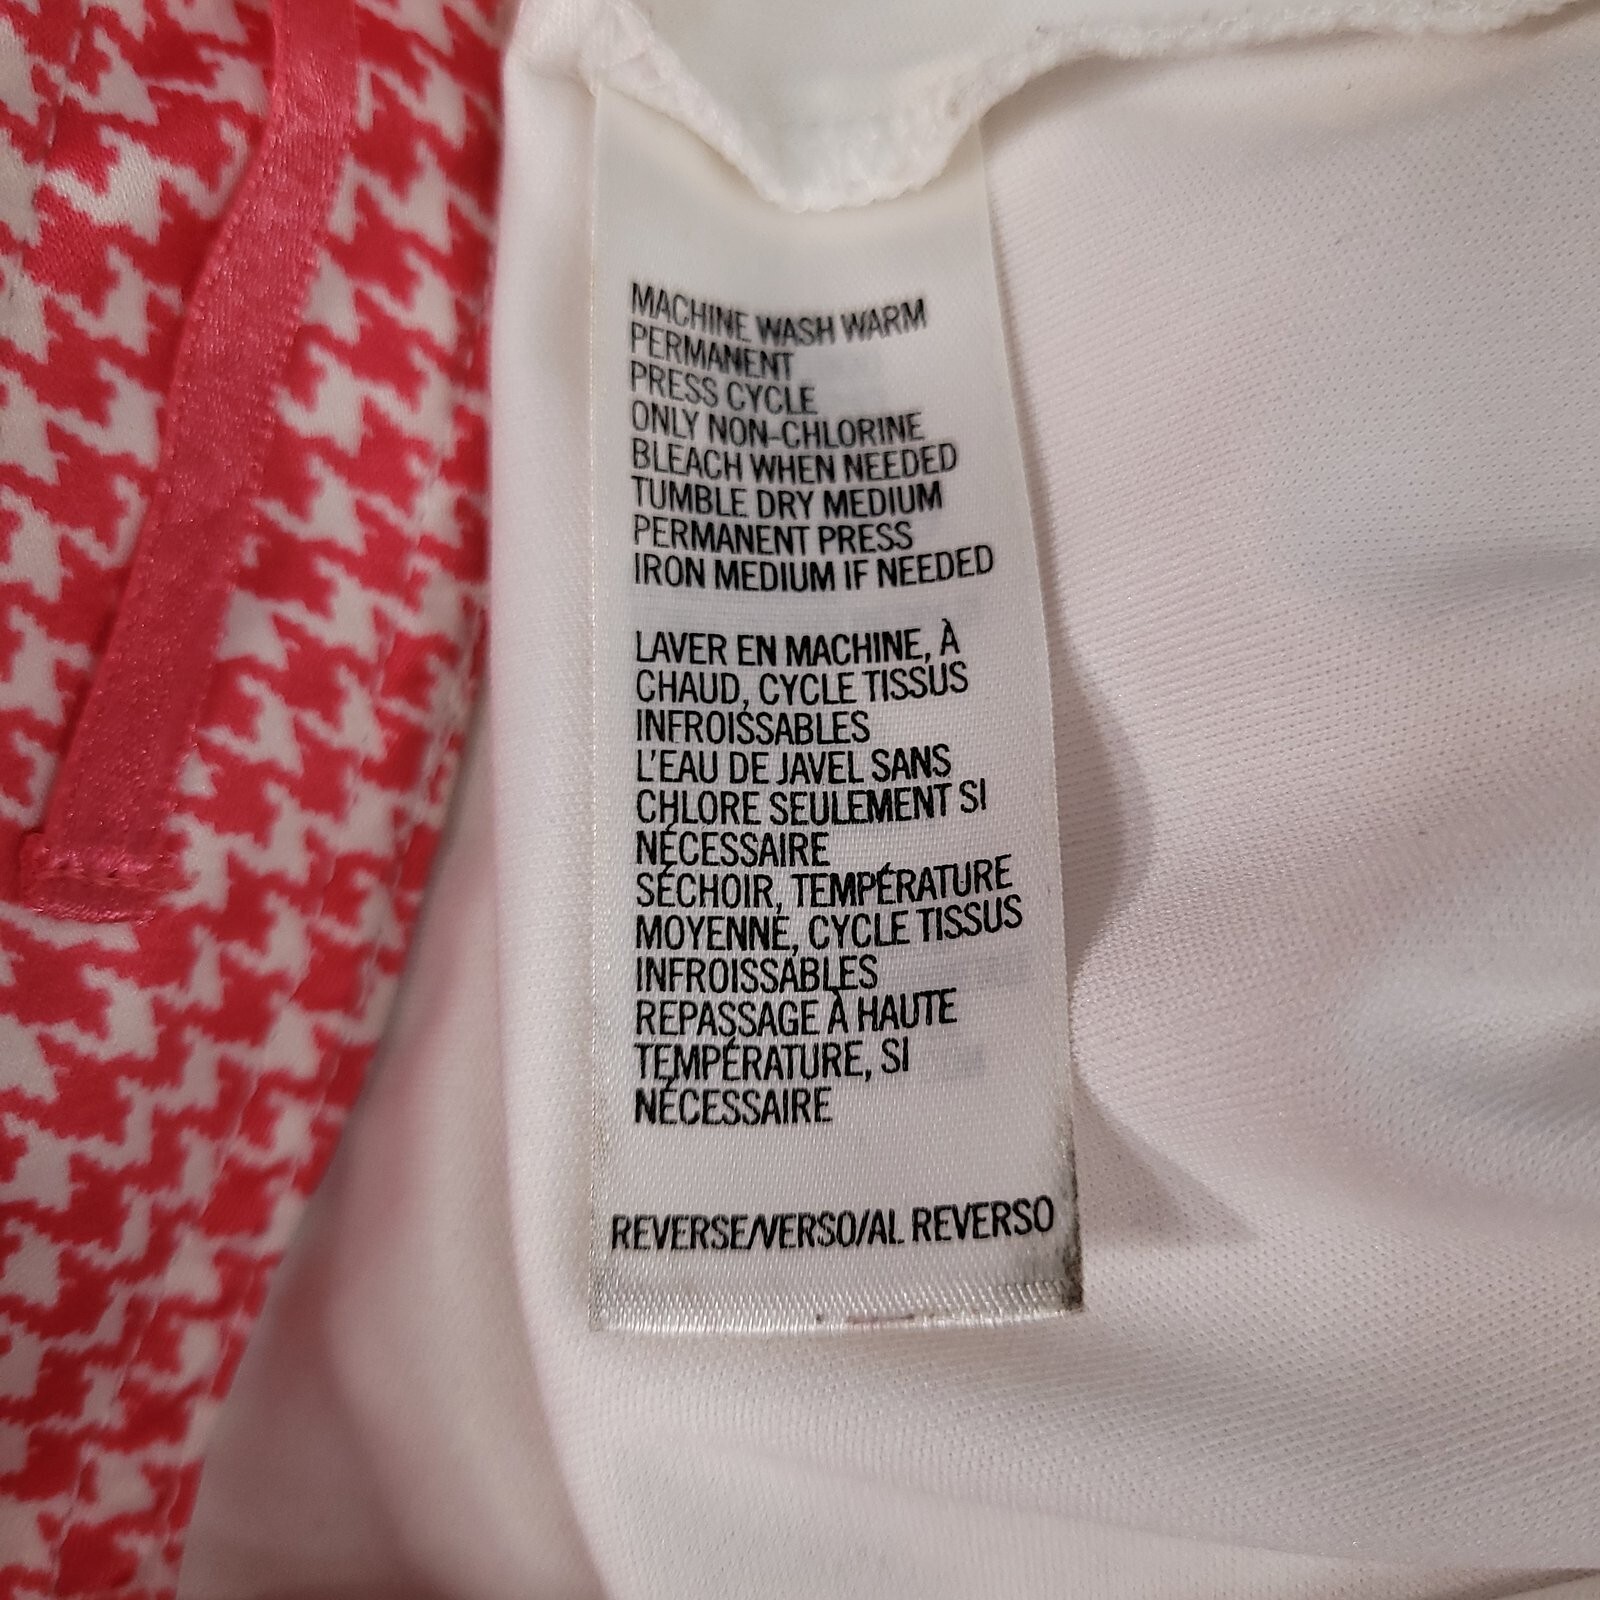 MACHINE WASH WARM
PERMANENT
PRESS CYCLE
ONLY NON-CHLORINE
BLEACH WHEN NEEDED
TUMBLE DRY MEDIUM
PERMANENT PRESS
IRON MEDIUM IF NEEDED
LAVER EN MACHINE, À
CHAUD, CYCLE TISSUS
INFROISSABLES
L'EAU DE JAVEL SANS
CHLORE SEULEMENT SI
NÉCESSAIRE
SÉCHOIR, TEMPÉRATURE
MOYENNE, CYCLE TISSUS
INFROISSABLES
REPASSAGE À HAUTE
TEMPÉRATURE, SI
NÉCESSAIRE
REVERSE/VERSO/AL REVERSO